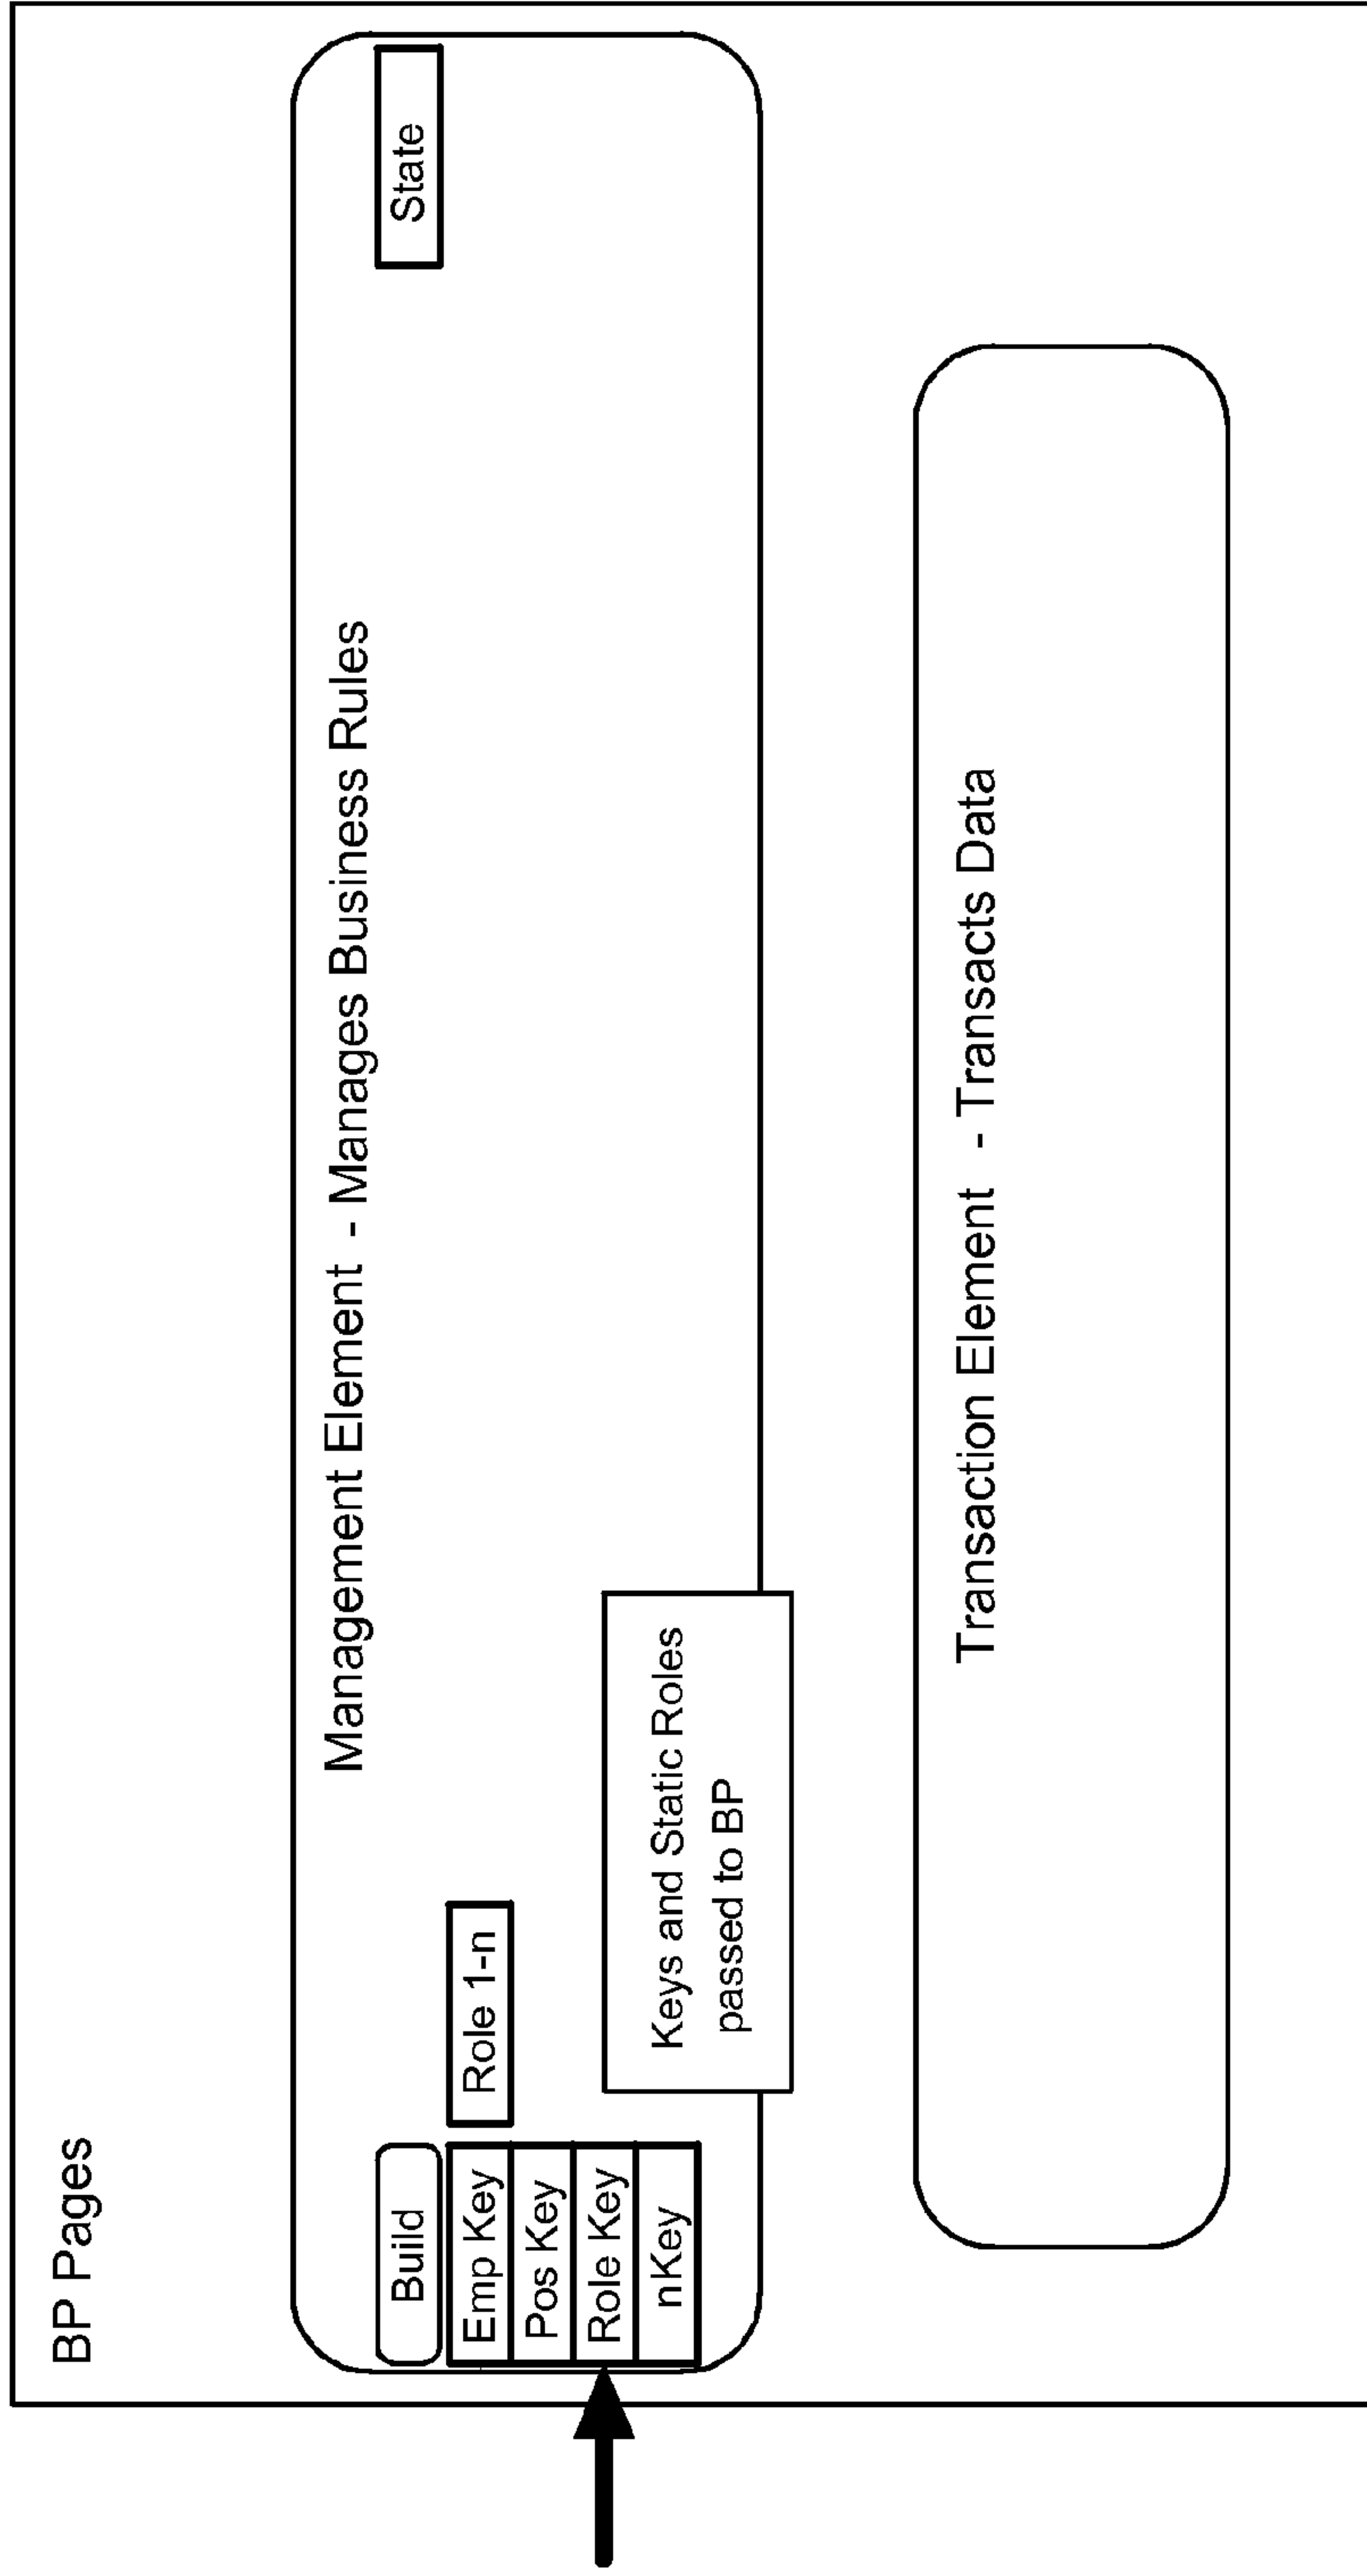 BP Pages
Management Element - Manages Business Rules
Build
State
Emp Key
Role 1-n
Pos Key
Role Key
nKey
Keys and Static Roles
passed to BP
Transaction Element - Transacts Data